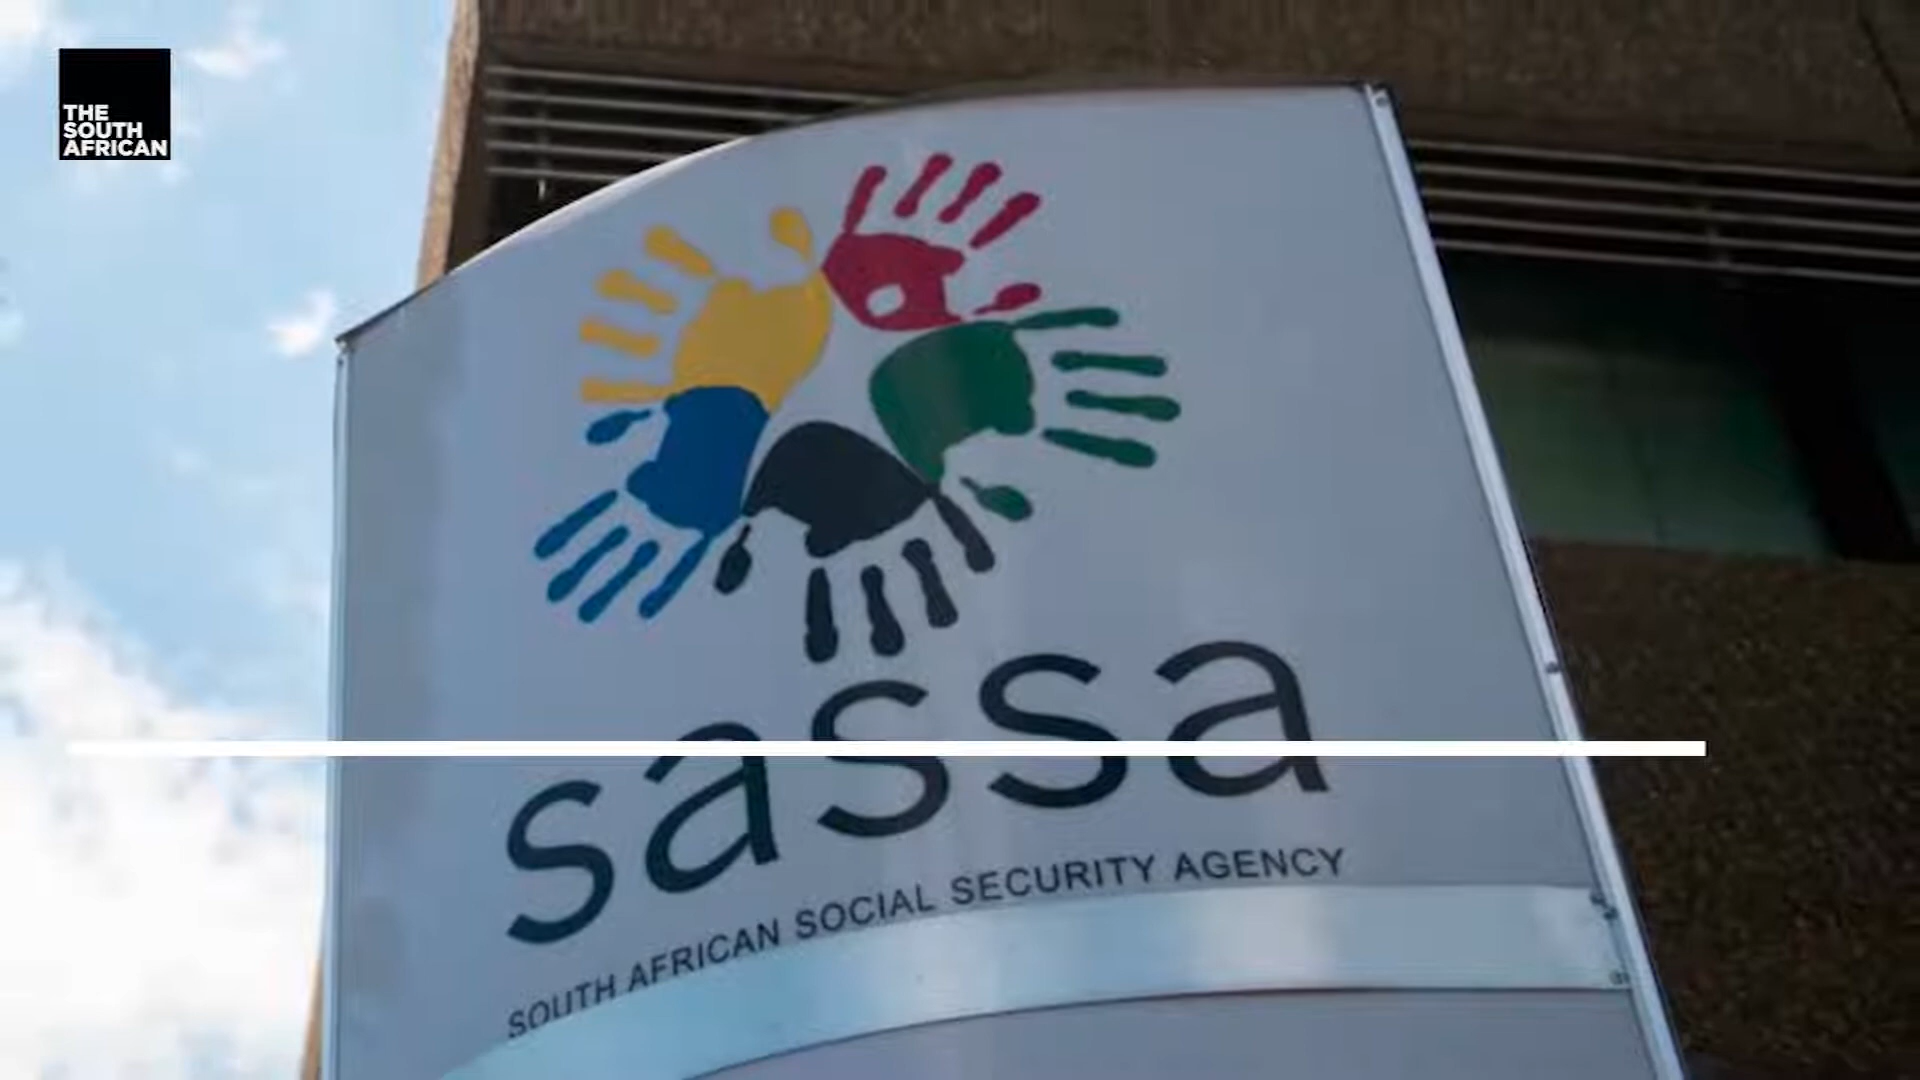 THE
SOUTH
AFRICAN
sassa
SOUTH AFRICAN SOCIAL SECURITY AGENCY